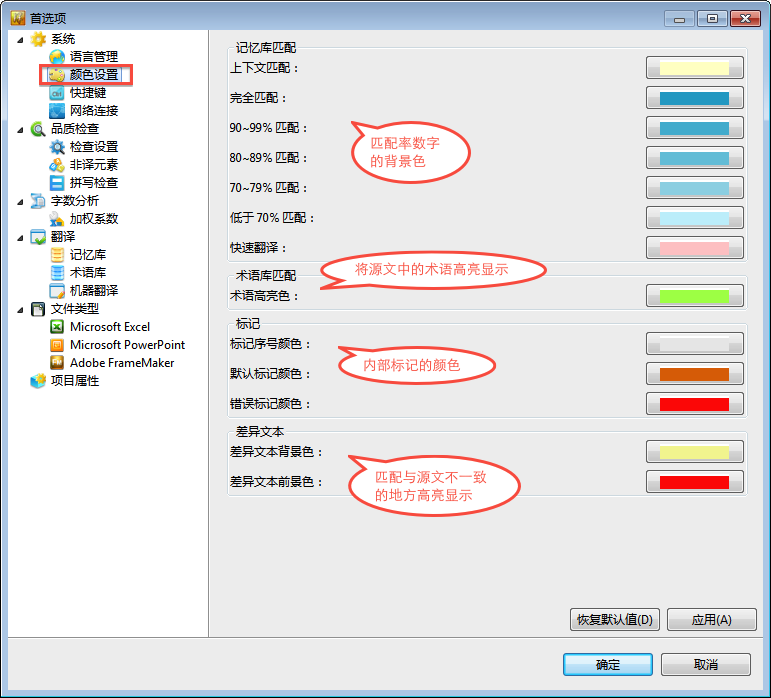 首选项
系统
语言管理
颜色设置
快捷键
网络连接
品质检查
检查设置
非译元素
拼写检查
字数分析
加权系数
翻译
记忆库
术语库
机器翻译
文件类型
Microsoft Excel
Microsoft PowerPoint
Adobe FrameMaker
项目属性
记忆库匹配
上下文匹配：
完全匹配：
90~99% 匹配：
80~89% 匹配：
70~79% 匹配：
低于 70% 匹配：
快速翻译：
匹配率数字
的背景色
术语库匹配
术语高亮色：
将源文中的术语高亮显示
标记
标记序号颜色：
默认标记颜色：
错误标记颜色：
内部标记的颜色
差异文本
差异文本背景色：
差异文本前景色：
匹配与源文不一致
的地方高亮显示
恢复默认值(D)
应用(A)
确定
取消